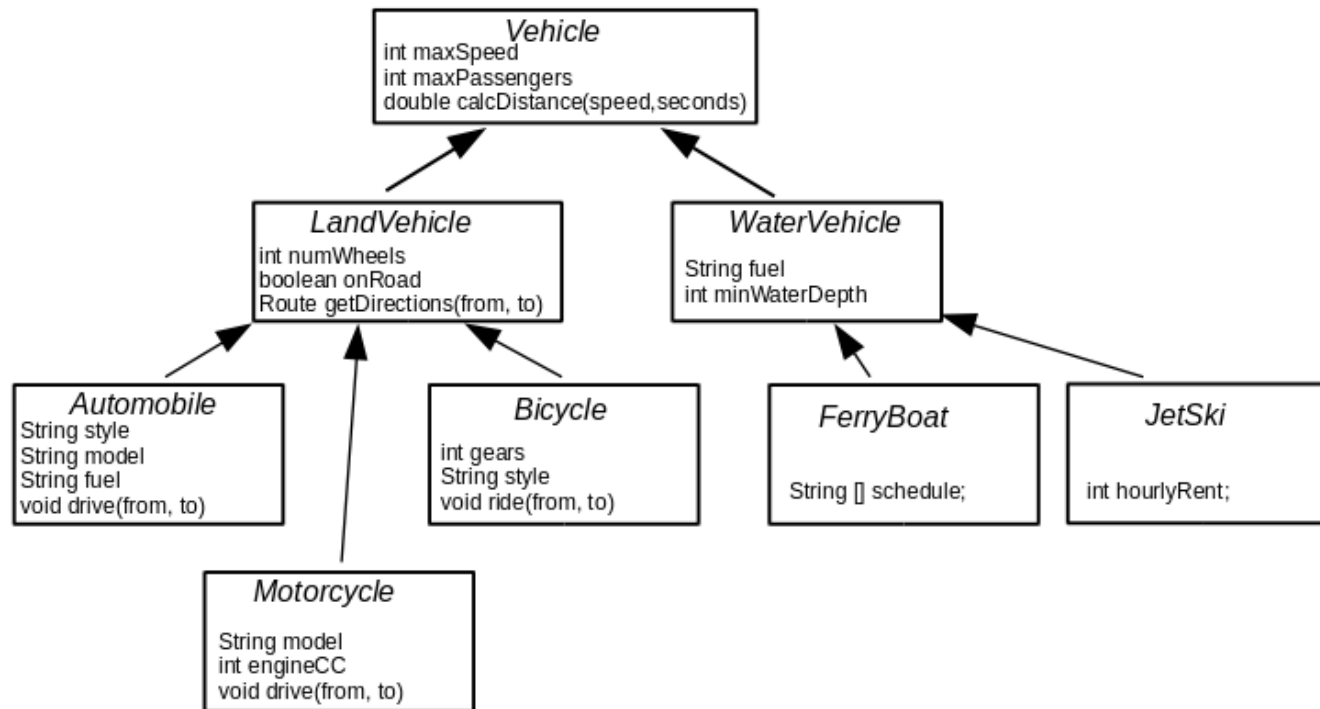 Vehicle
int maxSpeed
int maxPassengers
double calcDistance(speed,seconds)
LandVehicle
int numWheels
boolean onRoad
Route getDirections(from, to)
WaterVehicle
String fuel
int minWaterDepth
Automobile
String style
String model
String fuel
void drive(from, to)
Bicycle
int gears
String style
void ride(from, to)
FerryBoat
String [] schedule;
JetSki
int hourlyRent;
Motorcycle
String model
int engineCC
void drive(from, to)